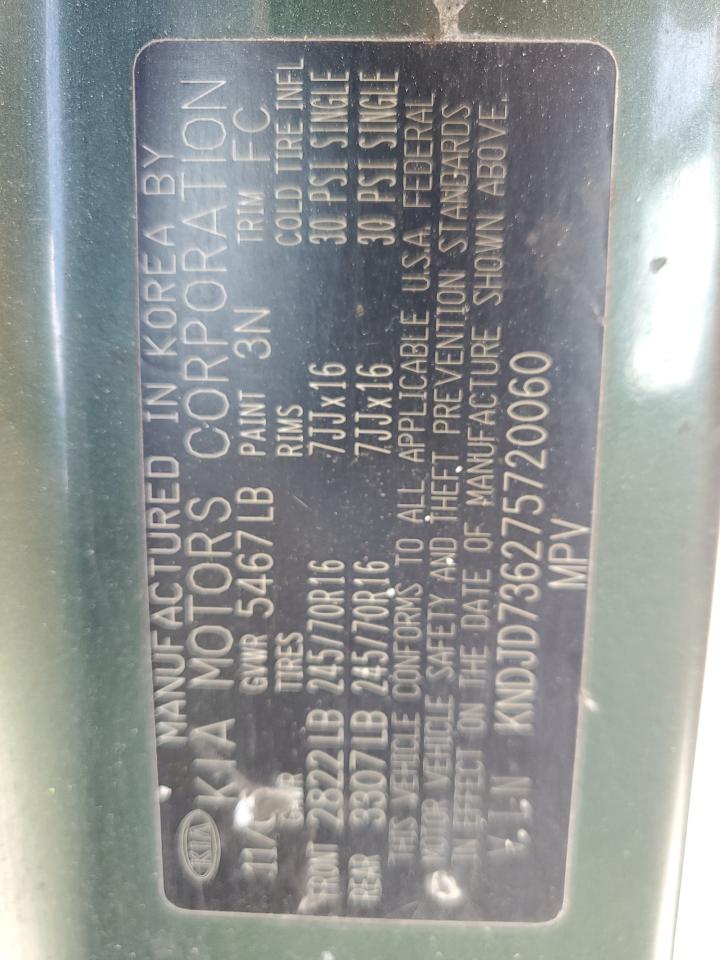 MANUFACTURED IN KOREA BY
KIA KIA MOTORS CORPORATION
11/ GVWR 5467LB PAINT 3N TRIM FC
TIRES RIMS COLD TIRE INFL
FRONT 2822LB 245/70R16 7JJx16 30 PSI SINGLE
REAR 3307LB 245/70R16 7JJx16 30 PSI SINGLE
THIS VEHICLE CONFORMS TO ALL APPLICABLE U.S.A. FEDERAL
MOTOR VEHICLE SAFETY AND THEFT PREVENTION STANDARDS
IN EFFECT ON THE DATE OF MANUFACTURE SHOWN ABOVE.
V.I.N : KNDJD736275720060
MPV